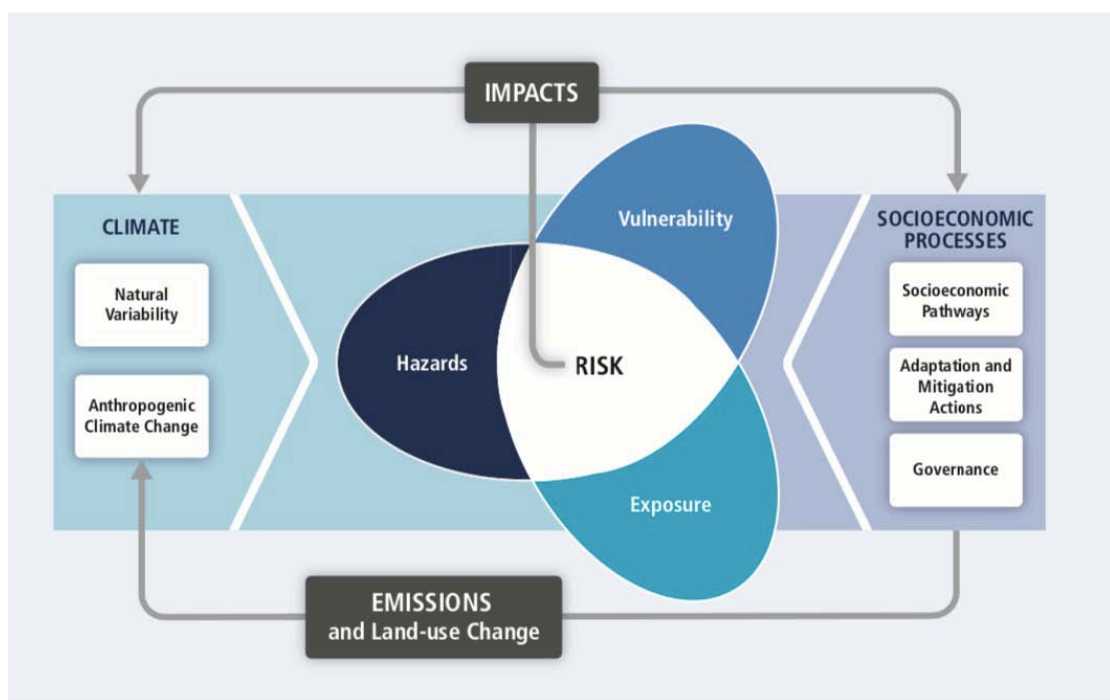 IMPACTS
CLIMATE
Natural
Variability
Anthropogenic
Climate Change
Hazards
Vulnerability
RISK
Exposure
SOCIOECONOMIC
PROCESSES
Socioeconomic
Pathways
Adaptation and
Mitigation
Actions
Governance
EMISSIONS
and Land-use Change